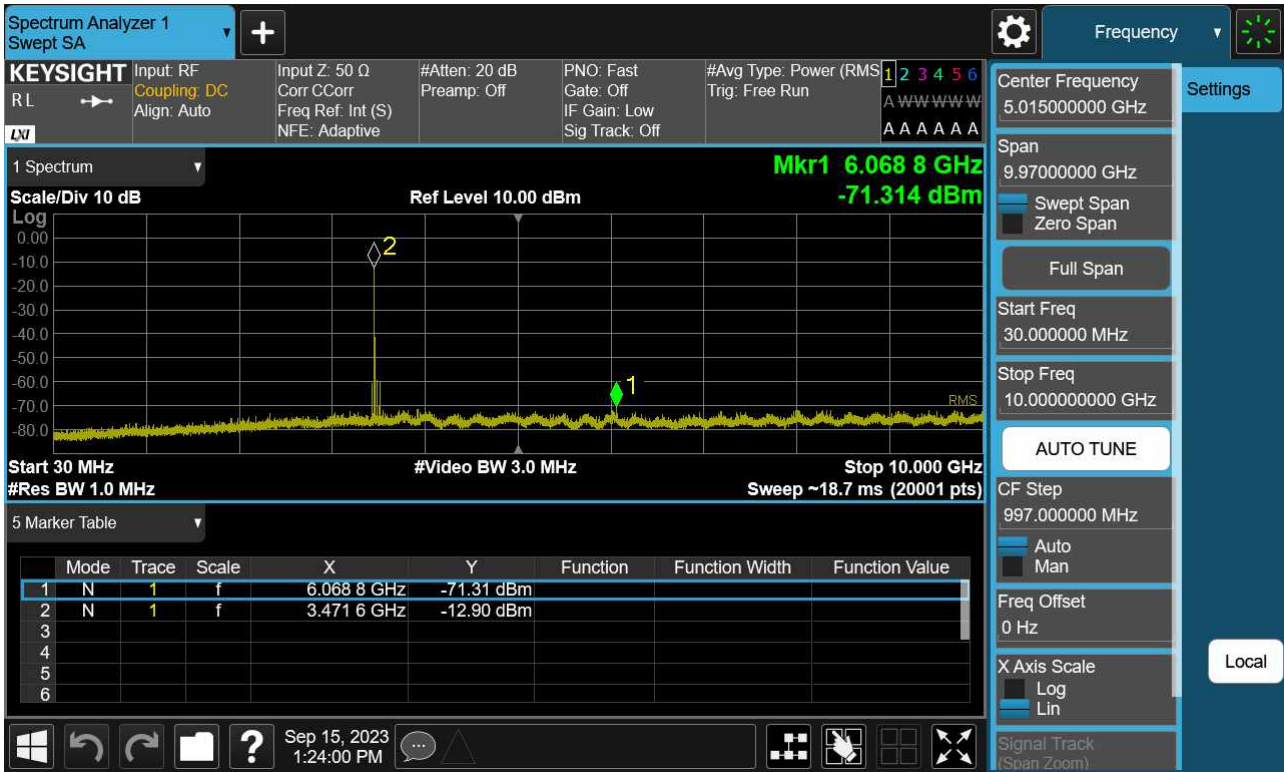 Spectrum Analyzer 1
Swept SA
+
Frequency
KEYSIGHT
RL
LXI
Input: RF
Coupling: DC
Align: Auto
Input Z: 50 Ω
Corr CCorr
Freq Ref: Int (S)
NFE: Adaptive
#Atten: 20 dB
Preamp: Off
PNO: Fast
Gate: Off
IF Gain: Low
Sig Track: Off
#Avg Type: Power (RMS
Trig: Free Run
1 2 3 4 5 6
A W W W W W
A A A A A A
1 Spectrum
Scale/Div 10 dB
Ref Level 10.00 dBm
Mkr1 6.068 8 GHz
-71.314 dBm
Log
0.00
-10.0
-20.0
-30.0
-40.0
-50.0
-60.0
-70.0
-80.0
2
1
RMS
Start 30 MHz
#Video BW 3.0 MHz
Stop 10.000 GHz
#Res BW 1.0 MHz
Sweep ~18.7 ms (20001 pts)
5 Marker Table
Mode Trace Scale X Y Function Function Width Function Value
1 N 1 f 6.068 8 GHz -71.31 dBm
2 N 1 f 3.471 6 GHz -12.90 dBm
3
4
5
6
?
Sep 15, 2023
1:24:00 PM
Center Frequency
5.015000000 GHz
Settings
Span
9.97000000 GHz
Swept Span
Zero Span
Full Span
Start Freq
30.000000 MHz
Stop Freq
10.000000000 GHz
AUTO TUNE
CF Step
997.000000 MHz
Auto
Man
Freq Offset
0 Hz
X Axis Scale
Log
Lin
Local
Signal Track
(Span Zoom)